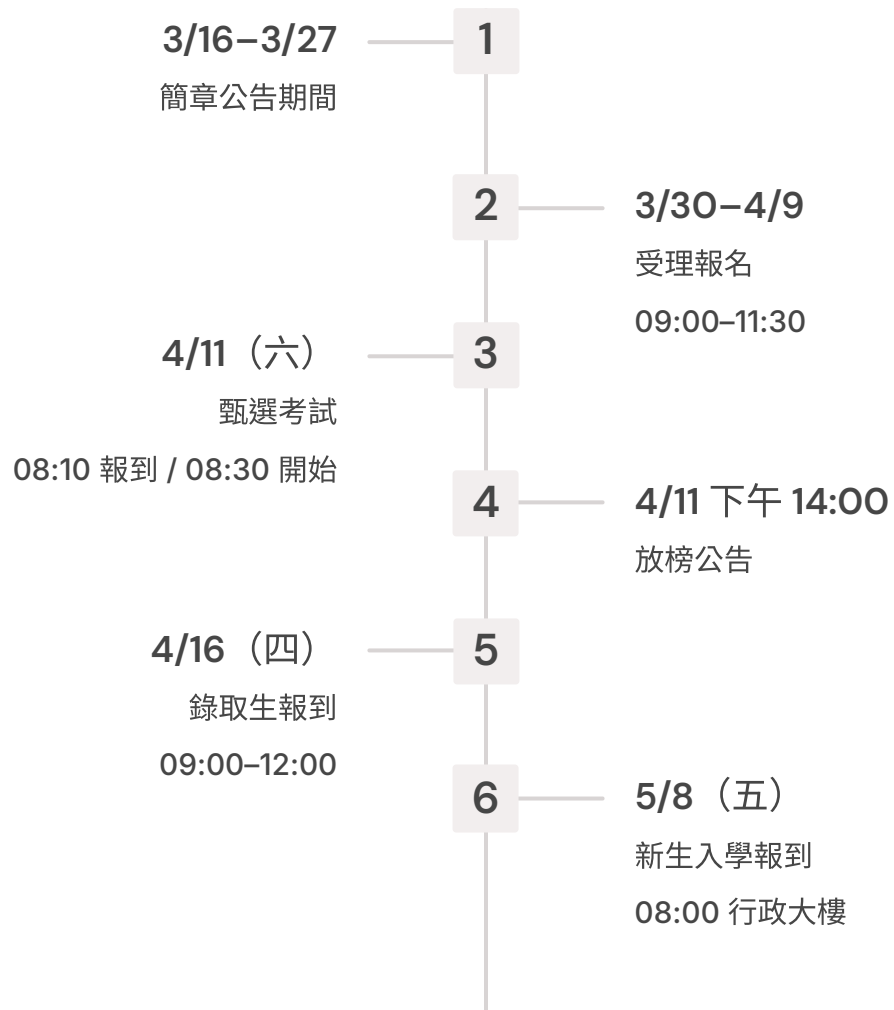 1
3/16–3/27
簡章公告期間
2
3/30–4/9
受理報名
09:00–11:30
3
4/11（六）
甄選考試
08:10 報到 / 08:30 開始
4
4/11 下午 14:00
放榜公告
5
4/16（四）
錄取生報到
09:00–12:00
6
5/8（五）
新生入學報到
08:00 行政大樓